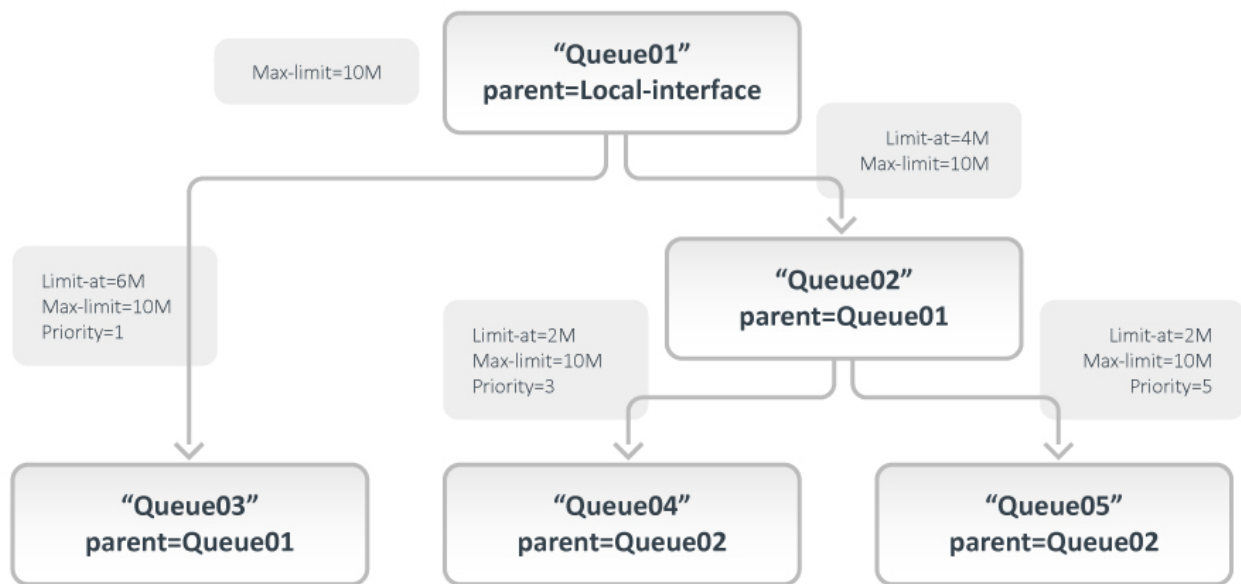 “Queue01”
parent=Local-interface
Max-limit=10M
Limit-at=4M
Max-limit=10M
Limit-at=6M
Max-limit=10M
Priority=1
“Queue02”
parent=Queue01
Limit-at=2M
Max-limit=10M
Priority=3
Limit-at=2M
Max-limit=10M
Priority=5
“Queue03”
parent=Queue01
“Queue04”
parent=Queue02
“Queue05”
parent=Queue02